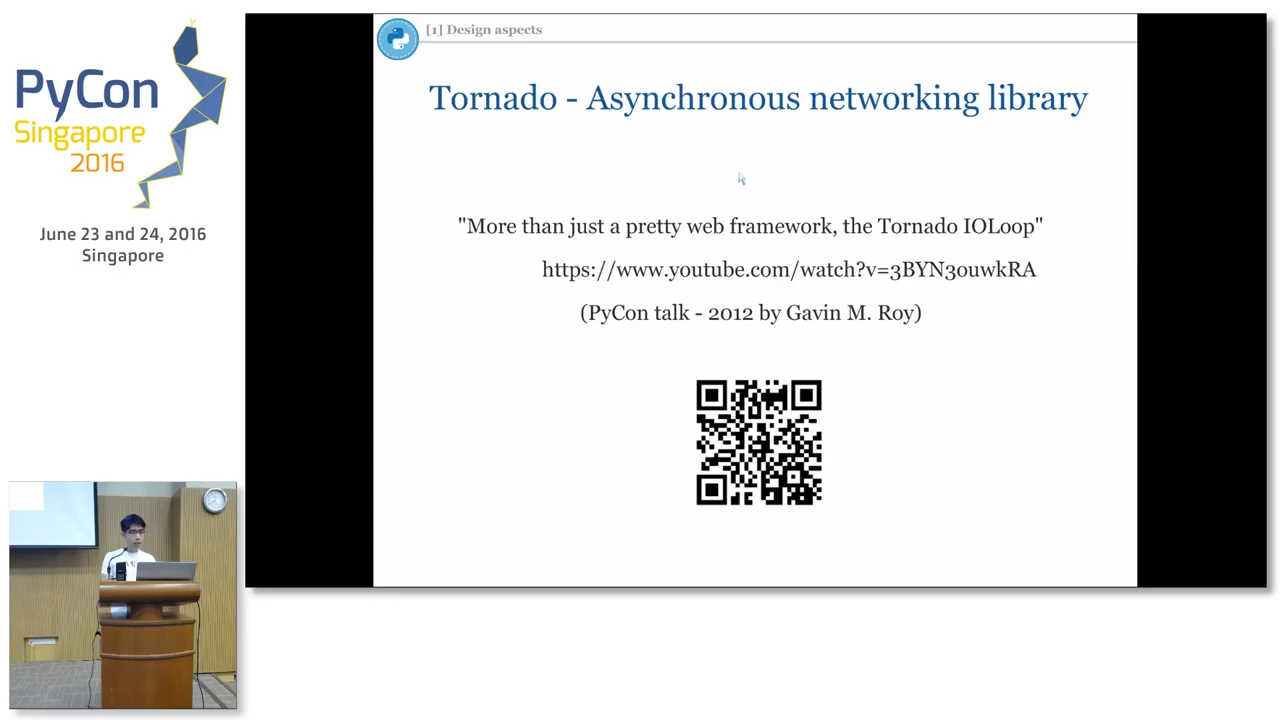 PyCon
Singapore
2016
June 23 and 24, 2016
Singapore
[1] Design aspects
Tornado - Asynchronous networking library
"More than just a pretty web framework, the Tornado IOLoop"
https://www.youtube.com/watch?v=3BYN3ouwkRA
(PyCon talk - 2012 by Gavin M. Roy)